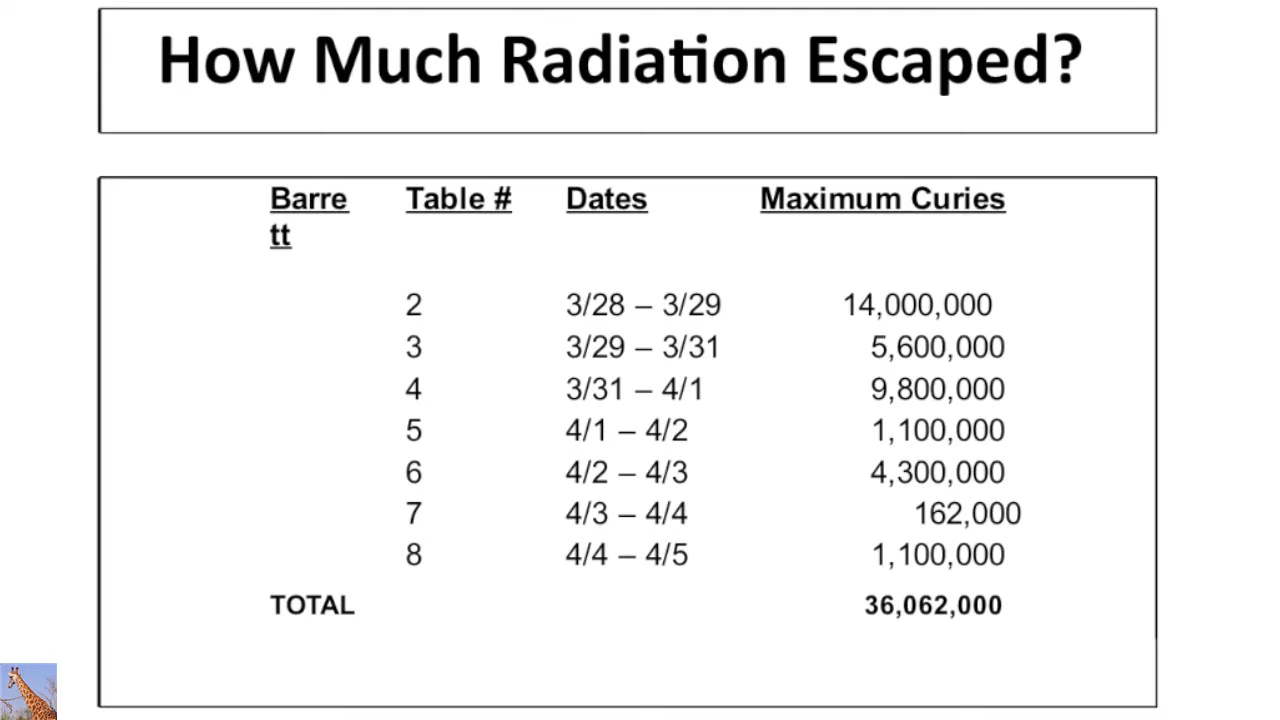 How Much Radiation Escaped?
Barre Table # Dates Maximum Curies
tt
2 3/28 – 3/29 14,000,000
3 3/29 – 3/31 5,600,000
4 3/31 – 4/1 9,800,000
5 4/1 – 4/2 1,100,000
6 4/2 – 4/3 4,300,000
7 4/3 – 4/4 162,000
8 4/4 – 4/5 1,100,000
TOTAL 36,062,000